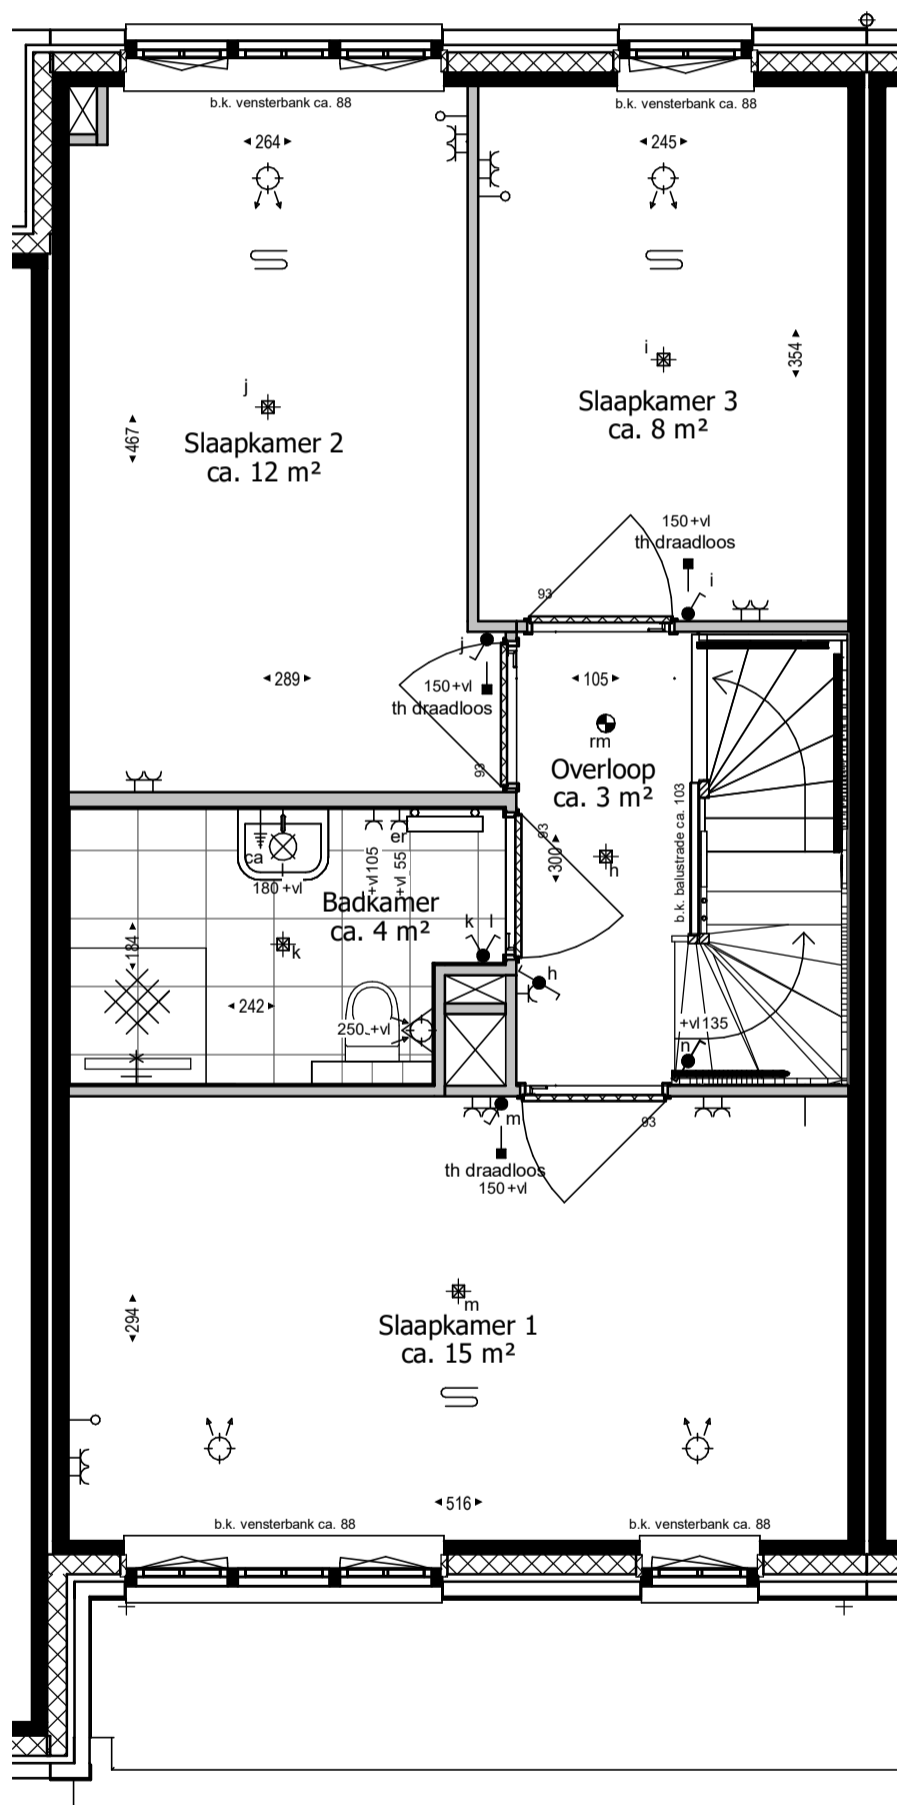 b.k. vensterbank ca. 88
b.k. vensterbank ca. 88
264
245
i
354
j
Slaapkamer 3
ca. 8 m²
467
Slaapkamer 2
ca. 12 m²
150+vl
th draadloos
i
93
j
289
150+vl
th draadloos
105
rm
93
Overloop
ca. 3 m²
b.k. balustrade ca. 103
93
300
h
ca
180 +vl
er
+vl 105
+vl 55
Badkamer
ca. 4 m²
k
l
184
k
242
250 +vl
h
+vl 135
n
m
93
th draadloos
150+vl
m
294
Slaapkamer 1
ca. 15 m²
516
b.k. vensterbank ca. 88
b.k. vensterbank ca. 88